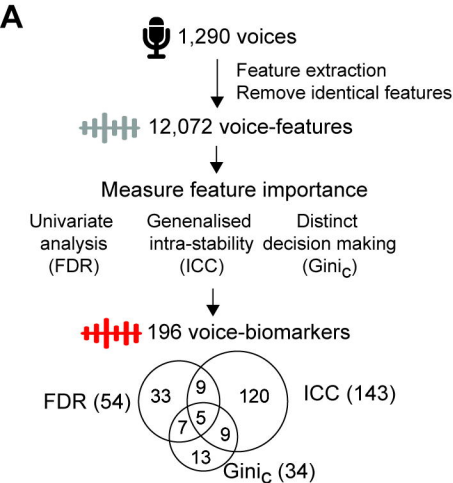 A
1,290 voices
Feature extraction
Remove identical features
12,072 voice-features
Measure feature importance
Univariate analysis (FDR)
Genenalised intra-stability (ICC)
Distinct decision making (Ginic)
196 voice-biomarkers
FDR (54)
33
9
120
ICC (143)
7
5
9
13
Ginic (34)